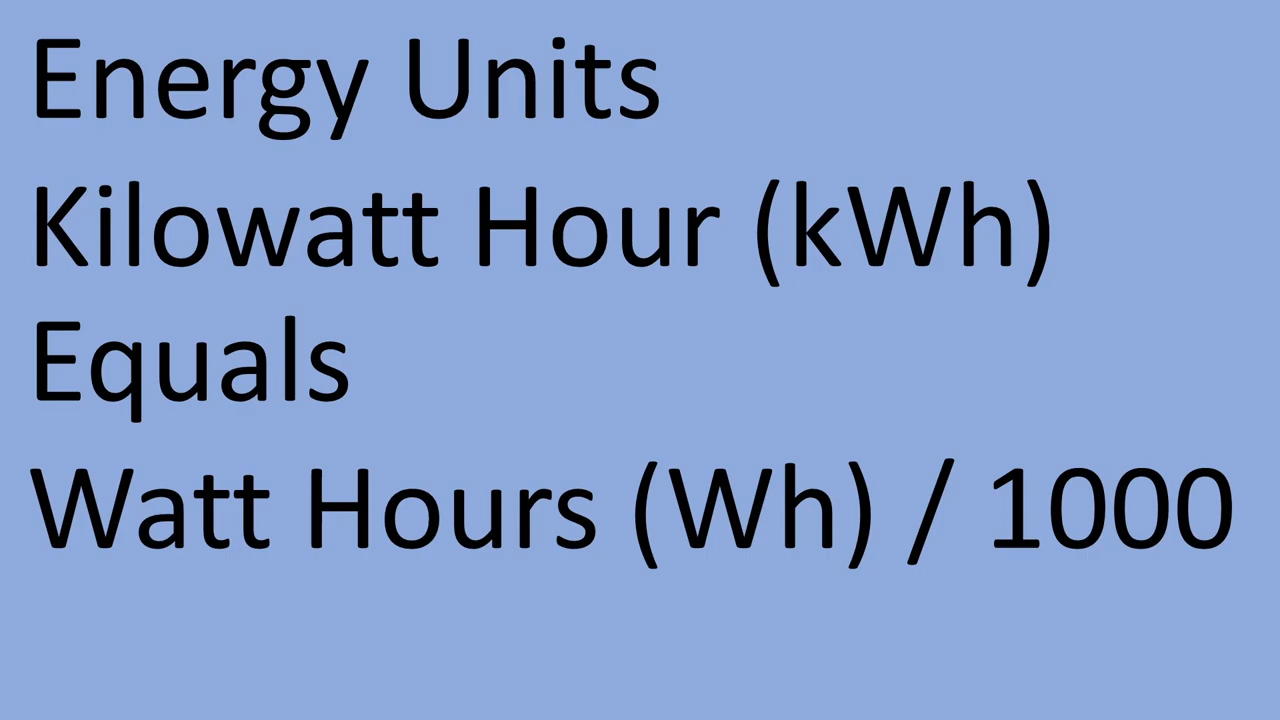 Energy Units
Kilowatt Hour (kWh)
Equals
Watt Hours (Wh) / 1000